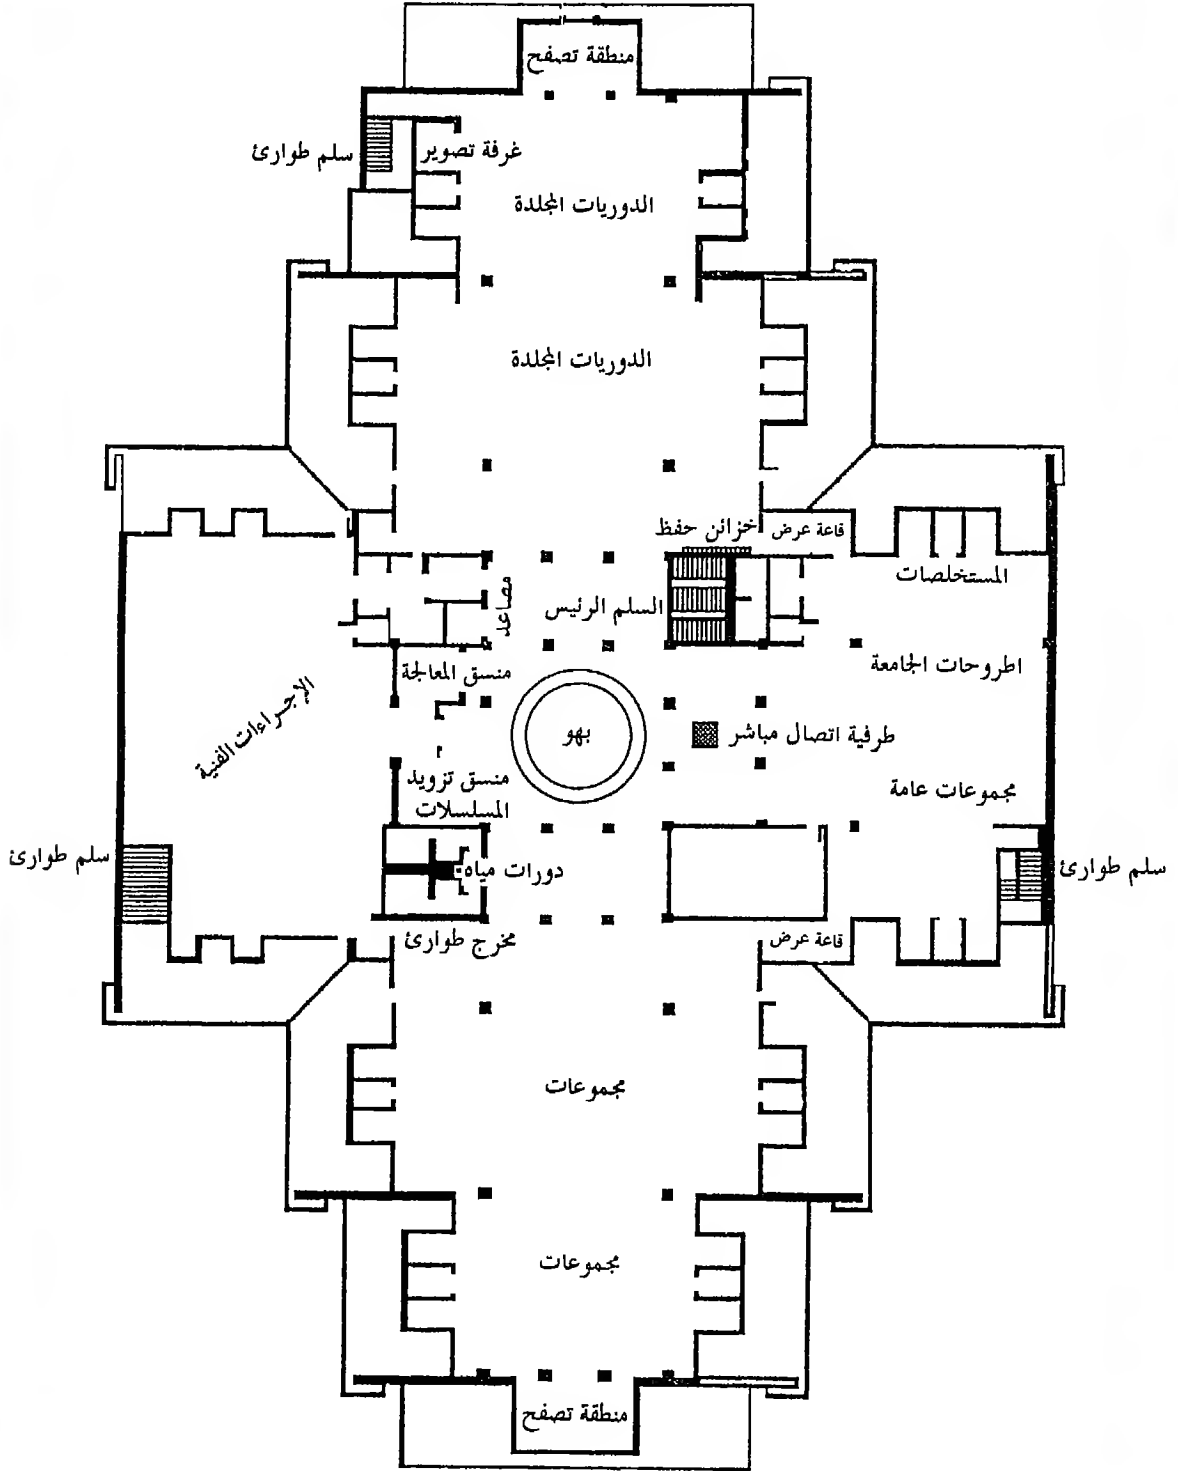 منطقة تصفح
سلم طوارئ
غرفة تصوير
الدوريات المجلدة
الدوريات المجلدة
خزائن حفظ
قاعة عرض
المستخلصات
مصاعد
السلم الرئيس
اطروحات الجامعة
منسق المعالجة
الإجراءات الفنية
بهو
طرفية اتصال مباشر
منسق تزويد
المسلسلات
مجموعات عامة
سلم طوارئ
دورات مياه
سلم طوارئ
مخرج طوارئ
قاعة عرض
مجموعات
مجموعات
منطقة تصفح